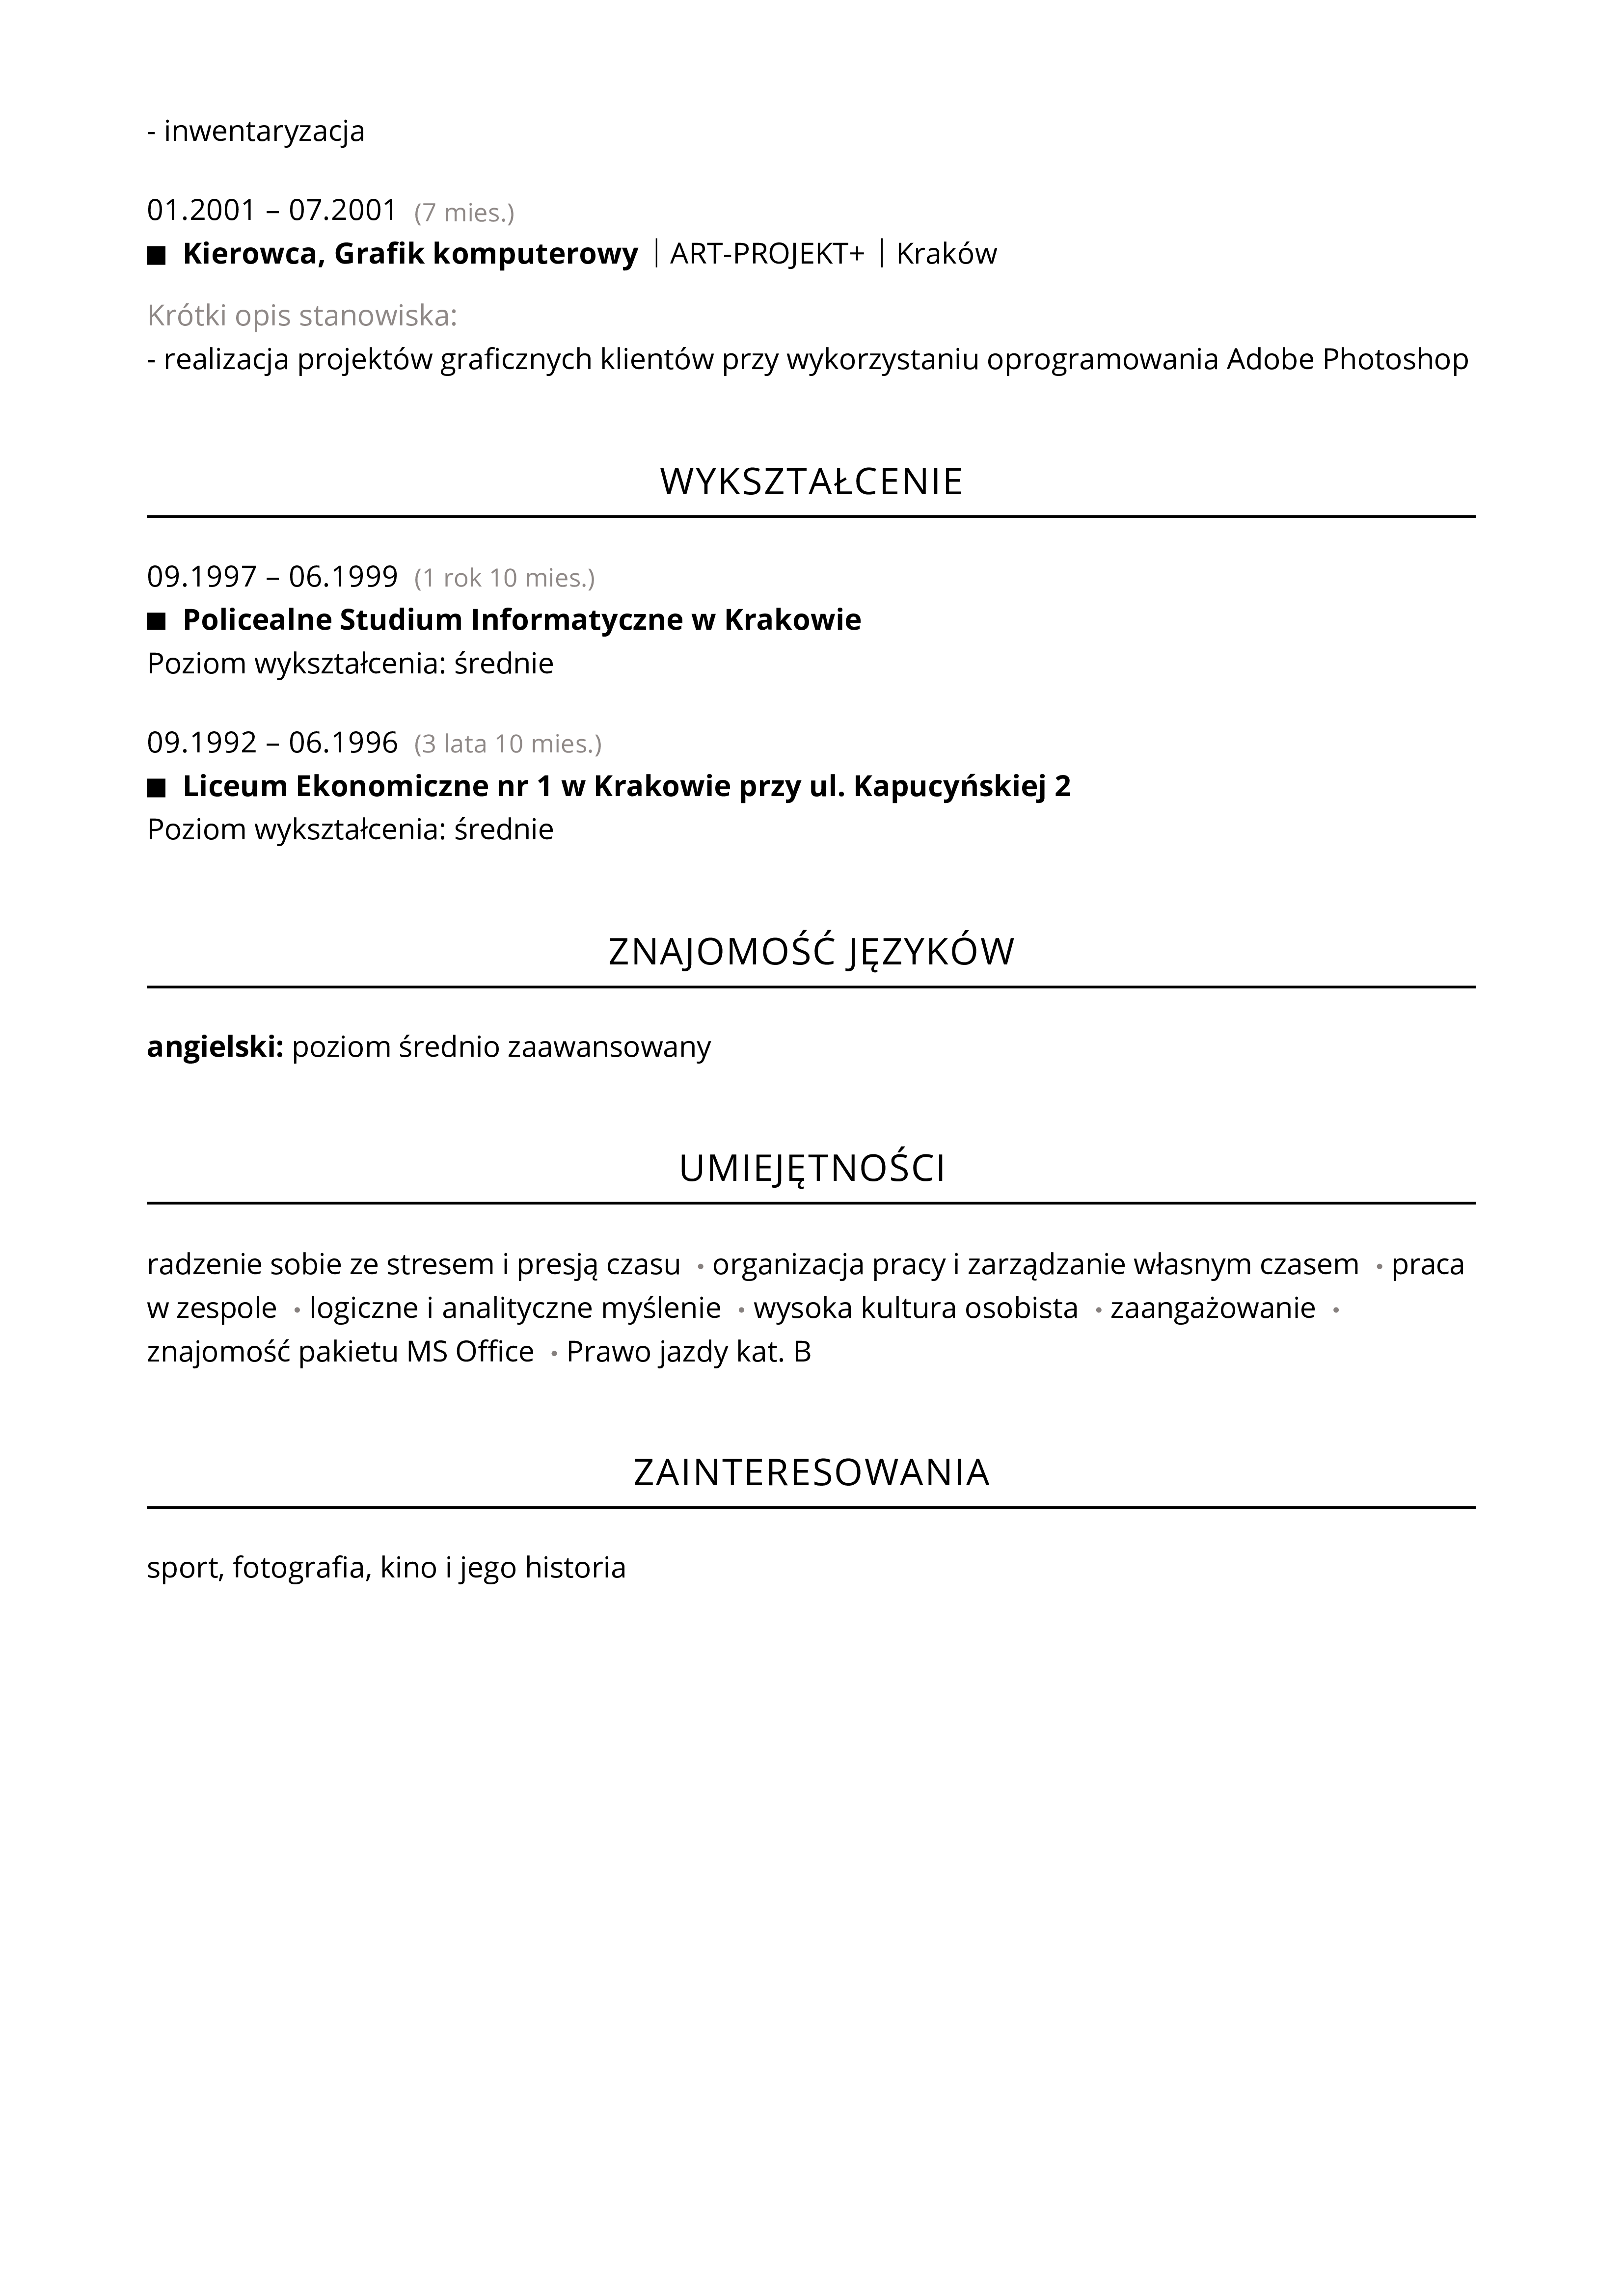 - inwentaryzacja
01.2001 – 07.2001 (7 mies.)
■ Kierowca, Grafik komputerowy | ART-PROJEKT+ | Kraków
Krótki opis stanowiska:
- realizacja projektów graficznych klientów przy wykorzystaniu oprogramowania Adobe Photoshop
WYKSZTAŁCENIE
09.1997 – 06.1999 (1 rok 10 mies.)
■ Policealne Studium Informatyczne w Krakowie
Poziom wykształcenia: średnie
09.1992 – 06.1996 (3 lata 10 mies.)
■ Liceum Ekonomiczne nr 1 w Krakowie przy ul. Kapucyńskiej 2
Poziom wykształcenia: średnie
ZNAJOMOŚĆ JĘZYKÓW
angielski: poziom średnio zaawansowany
UMIEJĘTNOŚCI
radzenie sobie ze stresem i presją czasu • organizacja pracy i zarządzanie własnym czasem • praca
w zespole • logiczne i analityczne myślenie • wysoka kultura osobista • zaangażowanie •
znajomość pakietu MS Office • Prawo jazdy kat. B
ZAINTERESOWANIA
sport, fotografia, kino i jego historia